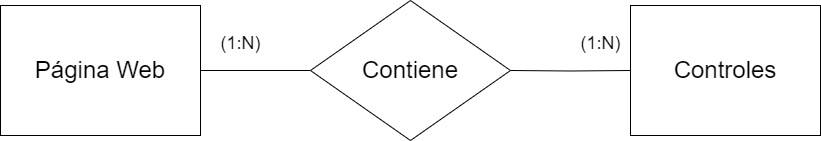 (1:N)
(1:N)
Página Web
Contiene
Controles